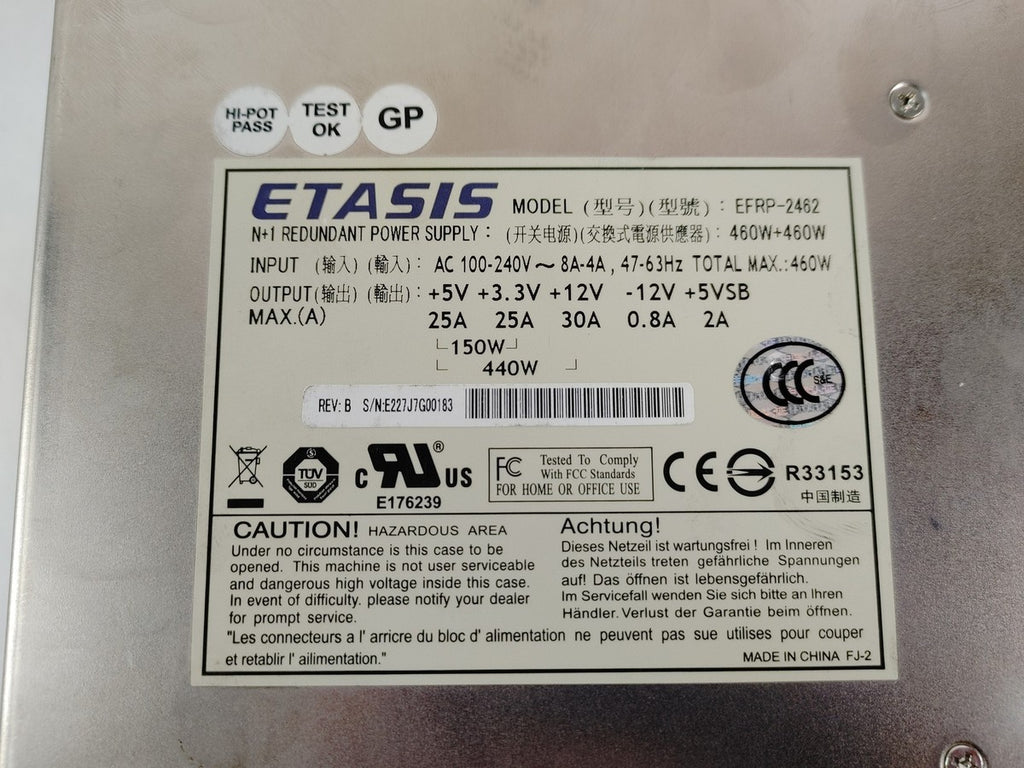 HI-POT PASS
TEST OK
GP
ETASIS MODEL (型号)(型號): EFRP-2462
N+1 REDUNDANT POWER SUPPLY: (开关电源)(交換式電源供應器): 460W+460W
INPUT (输入) (輸入): AC 100-240V～ 8A-4A , 47-63Hz TOTAL MAX.:460W
OUTPUT(输出) (輸出): +5V +3.3V +12V -12V +5VSB
MAX.(A) 25A 25A 30A 0.8A 2A
150W
440W
CCC S&E
REV: B S/N:E227J7G00183
TÜV SÜD
c RU ® US
E176239
FC Tested To Comply
With FCC Standards
FOR HOME OR OFFICE USE
CE
R33153
中国制造
CAUTION! HAZARDOUS AREA
Under no circumstance is this case to be
opened. This machine is not user serviceable
and dangerous high voltage inside this case.
In event of difficulty. please notify your dealer
for prompt service.
Achtung!
Dieses Netzeil ist wartungsfrei ! Im Inneren
des Netzteils treten gefährliche Spannungen
auf! Das öffnen ist lebensgefährlich.
Im Servicefall wenden Sie sich bitte an Ihren
Händler. Verlust der Garantie beim öffnen.
"Les connecteurs a l' arricre du bloc d' alimentation ne peuvent pas sue utilises pour couper
et retablir l' ailimentation."
MADE IN CHINA FJ-2